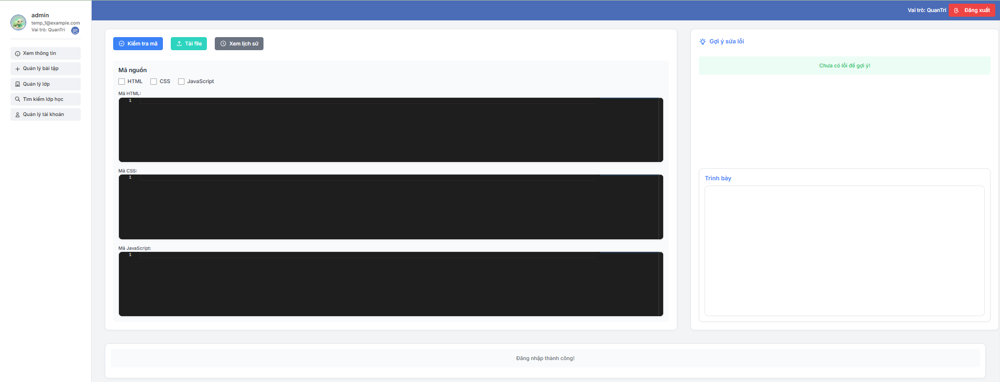 admin
temp_1@example.com
Vai trò: QuanTri
Xem thông tin
Quản lý bài tập
Quản lý lớp
Tìm kiếm lớp học
Quản lý tài khoản
Vai trò: QuanTri
Đăng xuất
Kiểm tra mã
Tải file
Xem lịch sử
Mã nguồn
HTML
CSS
JavaScript
Mã HTML:
1
Mã CSS:
1
Mã JavaScript:
1
Gợi ý sửa lỗi
Chưa có lỗi để gợi ý!
Trình bày
Đăng nhập thành công!